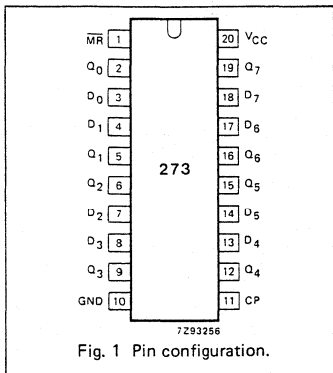 M̅R̅ 1 20 VCC
Q0 2 19 Q7
D0 3 18 D7
D1 4 17 D6
Q1 5 16 Q6
273
Q2 6 15 Q5
D2 7 14 D5
D3 8 13 D4
Q3 9 12 Q4
GND 10 11 CP
7Z93256
Fig. 1 Pin configuration.